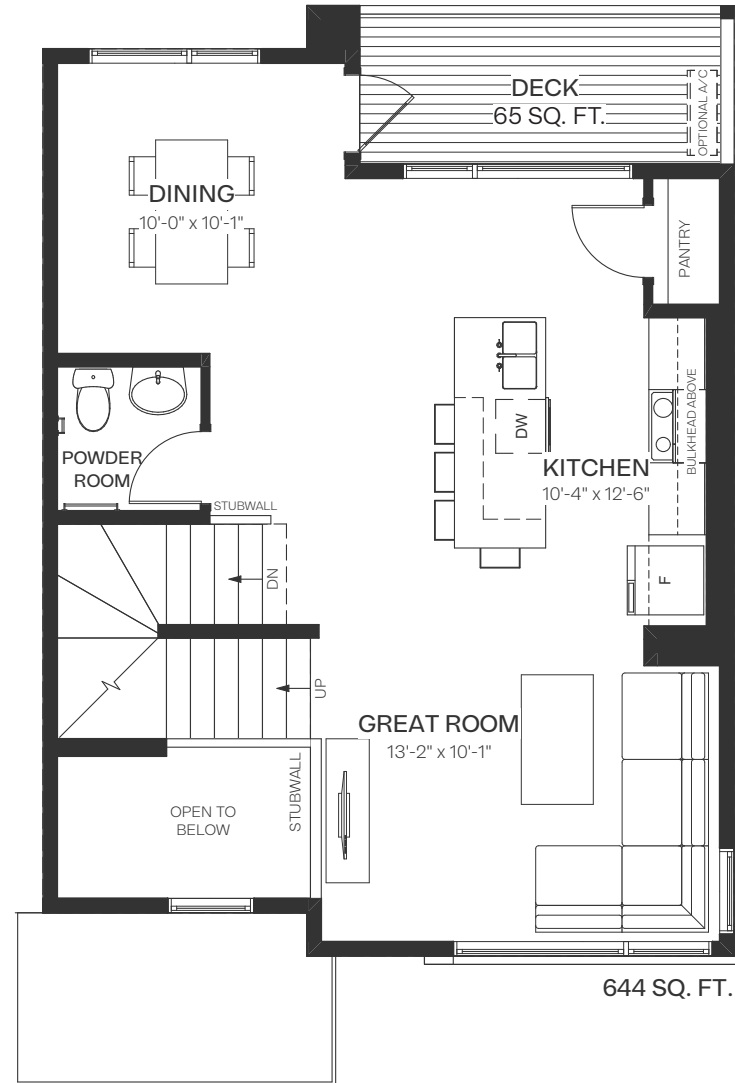 DECK
65 SQ. FT.
OPTIONAL A/C
DINING
10'-0" x 10'-1"
PANTRY
DW
BULKHEAD ABOVE
KITCHEN
10'-4" x 12'-6"
POWDER
ROOM
STUBWALL
DN
F
UP
GREAT ROOM
13'-2" x 10'-1"
STUBWALL
OPEN TO
BELOW
644 SQ. FT.